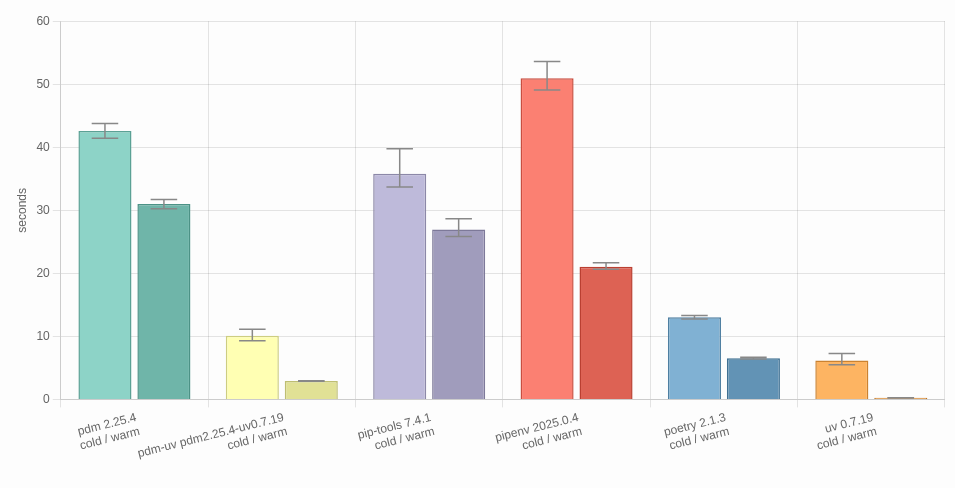 60
50
40
30
20
10
0
seconds
pdm 2.25.4
cold / warm
pdm-uv pdm2.25.4-uv0.7.19
cold / warm
pip-tools 7.4.1
cold / warm
pipenv 2025.0.4
cold / warm
poetry 2.1.3
cold / warm
uv 0.7.19
cold / warm